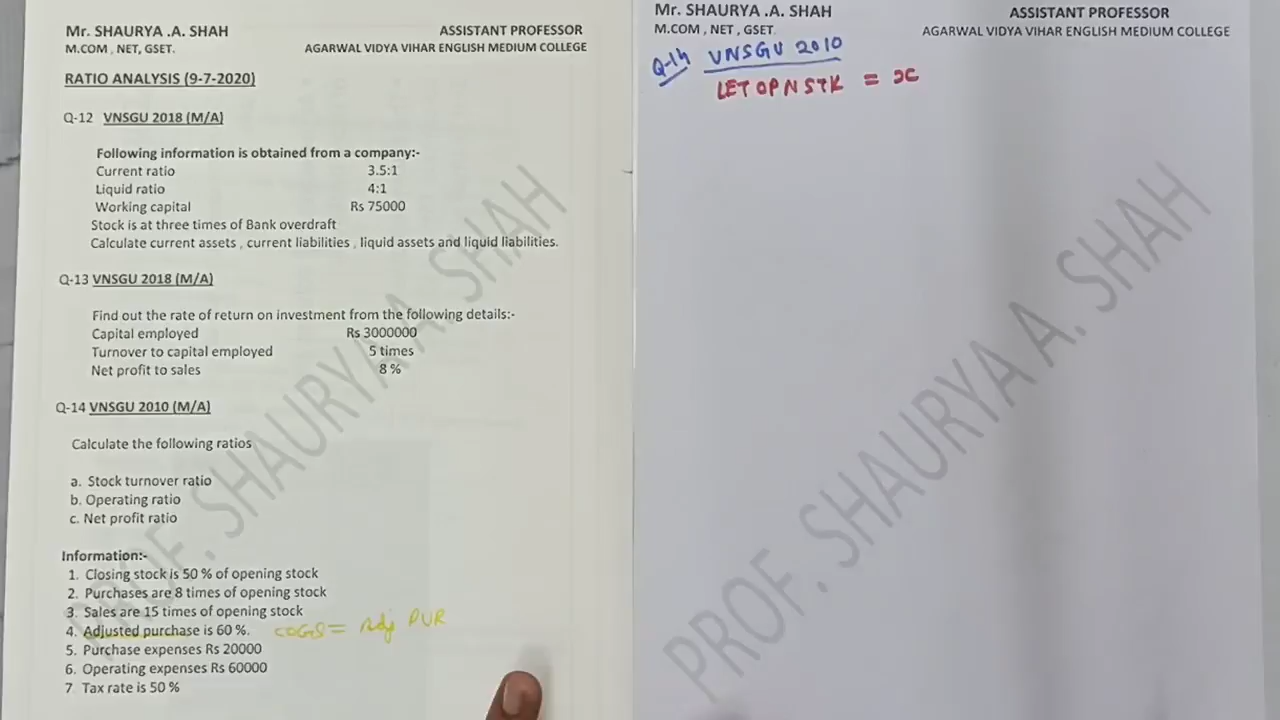 Mr. SHAURYA .A. SHAH ASSISTANT PROFESSOR
M.COM , NET, GSET. AGARWAL VIDYA VIHAR ENGLISH MEDIUM COLLEGE
RATIO ANALYSIS (9-7-2020)
Q-12 VNSGU 2018 (M/A)
Following information is obtained from a company:-
Current ratio 3.5:1
Liquid ratio 4:1
Working capital Rs 75000
Stock is at three times of Bank overdraft
Calculate current assets , current liabilities , liquid assets and liquid liabilities.
Q-13 VNSGU 2018 (M/A)
Find out the rate of return on investment from the following details:-
Capital employed Rs 3000000
Turnover to capital employed 5 times
Net profit to sales 8 %
Q-14 VNSGU 2010 (M/A)
Calculate the following ratios
a. Stock turnover ratio
b. Operating ratio
c. Net profit ratio
Information:-
1. Closing stock is 50 % of opening stock
2. Purchases are 8 times of opening stock
3. Sales are 15 times of opening stock
4. Adjusted purchase is 60 %. COGS = Adj PUR
5. Purchase expenses Rs 20000
6. Operating expenses Rs 60000
7 Tax rate is 50 %
PROF. SHAURYA A. SHAH
Mr. SHAURYA .A. SHAH ASSISTANT PROFESSOR
M.COM , NET , GSET. AGARWAL VIDYA VIHAR ENGLISH MEDIUM COLLEGE
Q-14 VNSGU 2010
LET OPN STK = x
PROF. SHAURYA A. SHAH